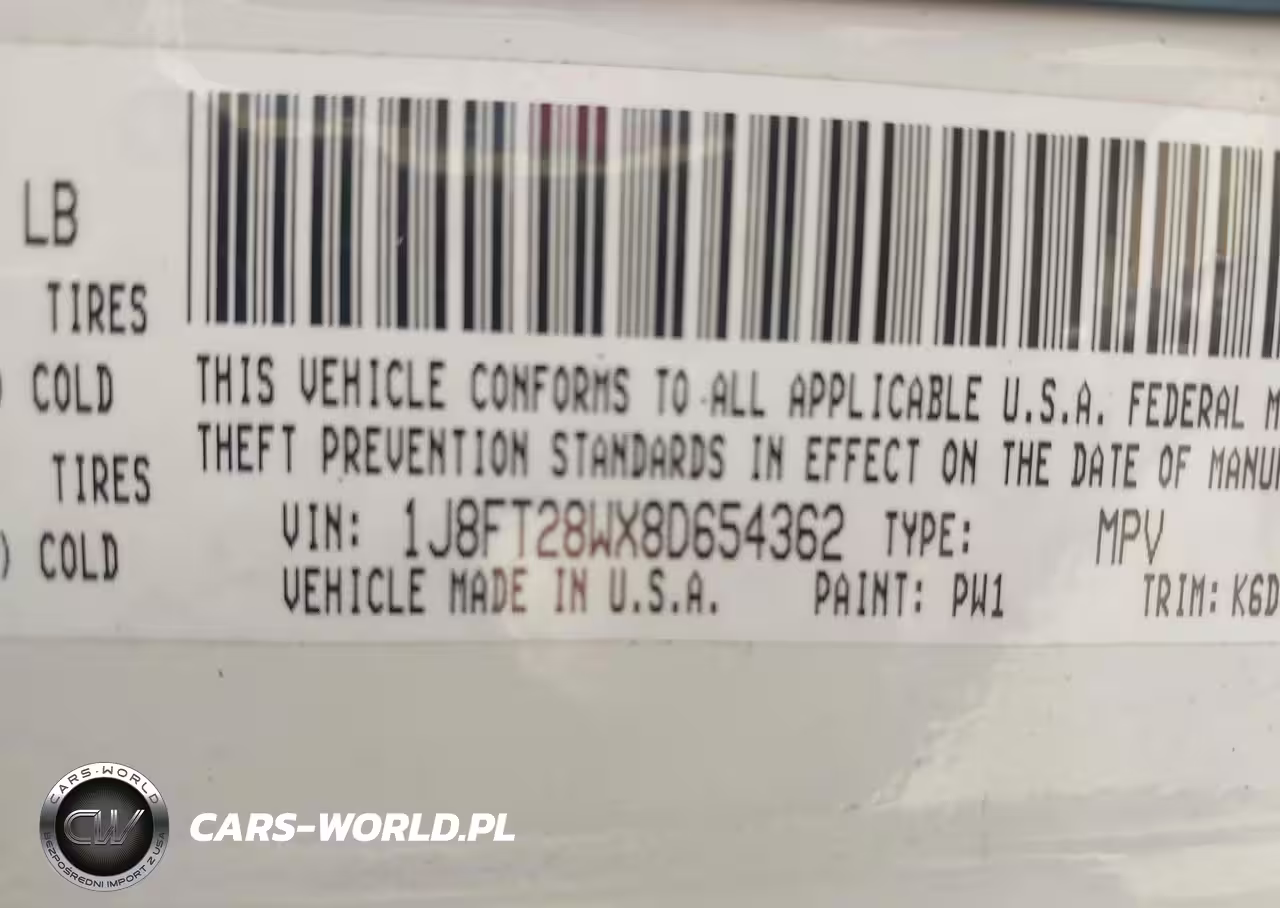 LB
TIRES
) COLD
TIRES
) COLD
THIS VEHICLE CONFORMS TO ALL APPLICABLE U.S.A. FEDERAL M
THEFT PREVENTION STANDARDS IN EFFECT ON THE DATE OF MANU
VIN: 1J8FT28WX8D654362 TYPE: MPV
VEHICLE MADE IN U.S.A. PAINT: PW1 TRIM: K6D
CARS-WORLD
CW
BEZPOŚREDNI IMPORT Z USA
CARS-WORLD.PL